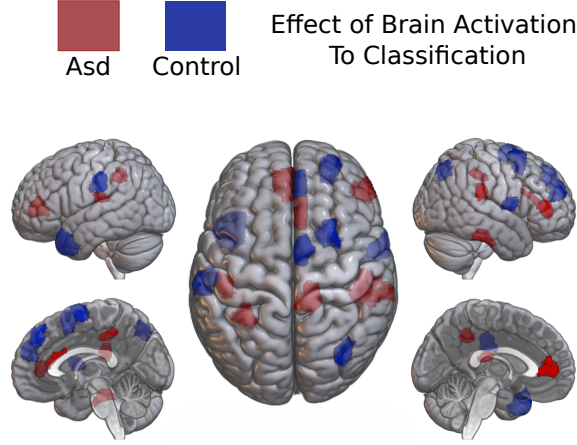 Effect of Brain Activation
To Classification
Asd
Control